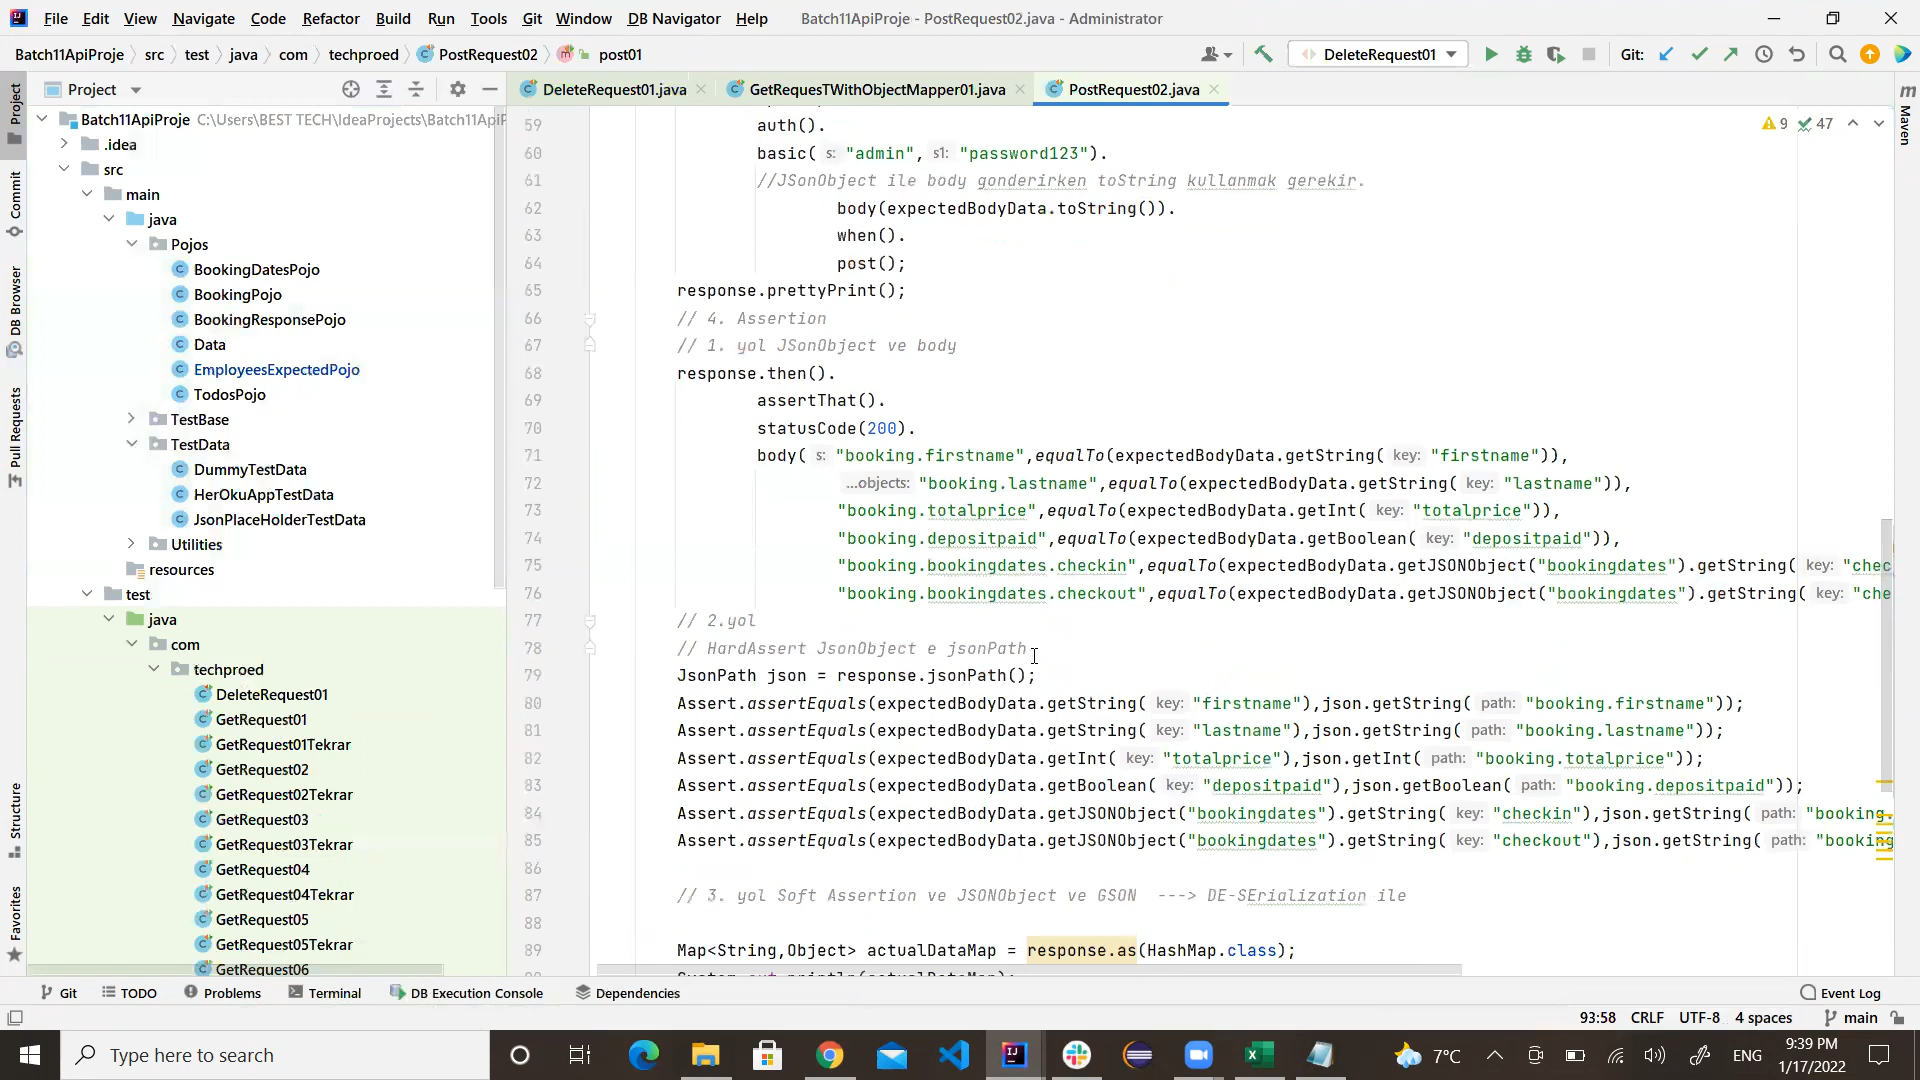 File Edit View Navigate Code Refactor Build Run Tools Git Window DB Navigator Help Batch11ApiProje - PostRequest02.java - Administrator
Batch11ApiProje src test java com techproed PostRequest02 post01 DeleteRequest01 Git:
Project
DeleteRequest01.java GetRequesTWithObjectMapper01.java PostRequest02.java
Batch11ApiProje C:\Users\BEST TECH\IdeaProjects\Batch11ApiP
.idea
src
main
java
Pojos
BookingDatesPojo
BookingPojo
BookingResponsePojo
Data
EmployeesExpectedPojo
TodosPojo
TestBase
TestData
DummyTestData
HerOkuAppTestData
JsonPlaceHolderTestData
Utilities
resources
test
java
com
techproed
DeleteRequest01
GetRequest01
GetRequest01Tekrar
GetRequest02
GetRequest02Tekrar
GetRequest03
GetRequest03Tekrar
GetRequest04
GetRequest04Tekrar
GetRequest05
GetRequest05Tekrar
GetRequest06
Project
Commit
DB Browser
Pull Requests
Structure
Favorites
Maven
9 47
59 auth().
60 basic( s: "admin", s1: "password123").
61 //JSonObject ile body gonderirken toString kullanmak gerekir.
62 body(expectedBodyData.toString()).
63 when().
64 post();
65 response.prettyPrint();
66 // 4. Assertion
67 // 1. yol JSonObject ve body
68 response.then().
69 assertThat().
70 statusCode(200).
71 body( s: "booking.firstname",equalTo(expectedBodyData.getString( key: "firstname")),
72 ...objects: "booking.lastname",equalTo(expectedBodyData.getString( key: "lastname")),
73 "booking.totalprice",equalTo(expectedBodyData.getInt( key: "totalprice")),
74 "booking.depositpaid",equalTo(expectedBodyData.getBoolean( key: "depositpaid")),
75 "booking.bookingdates.checkin",equalTo(expectedBodyData.getJSONObject("bookingdates").getString( key: "chec
76 "booking.bookingdates.checkout",equalTo(expectedBodyData.getJSONObject("bookingdates").getString( key: "che
77 // 2.yol
78 // HardAssert JsonObject e jsonPath
79 JsonPath json = response.jsonPath();
80 Assert.assertEquals(expectedBodyData.getString( key: "firstname"),json.getString( path: "booking.firstname"));
81 Assert.assertEquals(expectedBodyData.getString( key: "lastname"),json.getString( path: "booking.lastname"));
82 Assert.assertEquals(expectedBodyData.getInt( key: "totalprice"),json.getInt( path: "booking.totalprice"));
83 Assert.assertEquals(expectedBodyData.getBoolean( key: "depositpaid"),json.getBoolean( path: "booking.depositpaid"));
84 Assert.assertEquals(expectedBodyData.getJSONObject("bookingdates").getString( key: "checkin"),json.getString( path: "booking.
85 Assert.assertEquals(expectedBodyData.getJSONObject("bookingdates").getString( key: "checkout"),json.getString( path: "booking
86
87 // 3. yol Soft Assertion ve JSONObject ve GSON ---> DE-SErialization ile
88
89 Map<String,Object> actualDataMap = response.as(HashMap.class);
Git TODO Problems Terminal DB Execution Console Dependencies Event Log
93:58 CRLF UTF-8 4 spaces main
Type here to search
7°C ENG 9:39 PM
1/17/2022